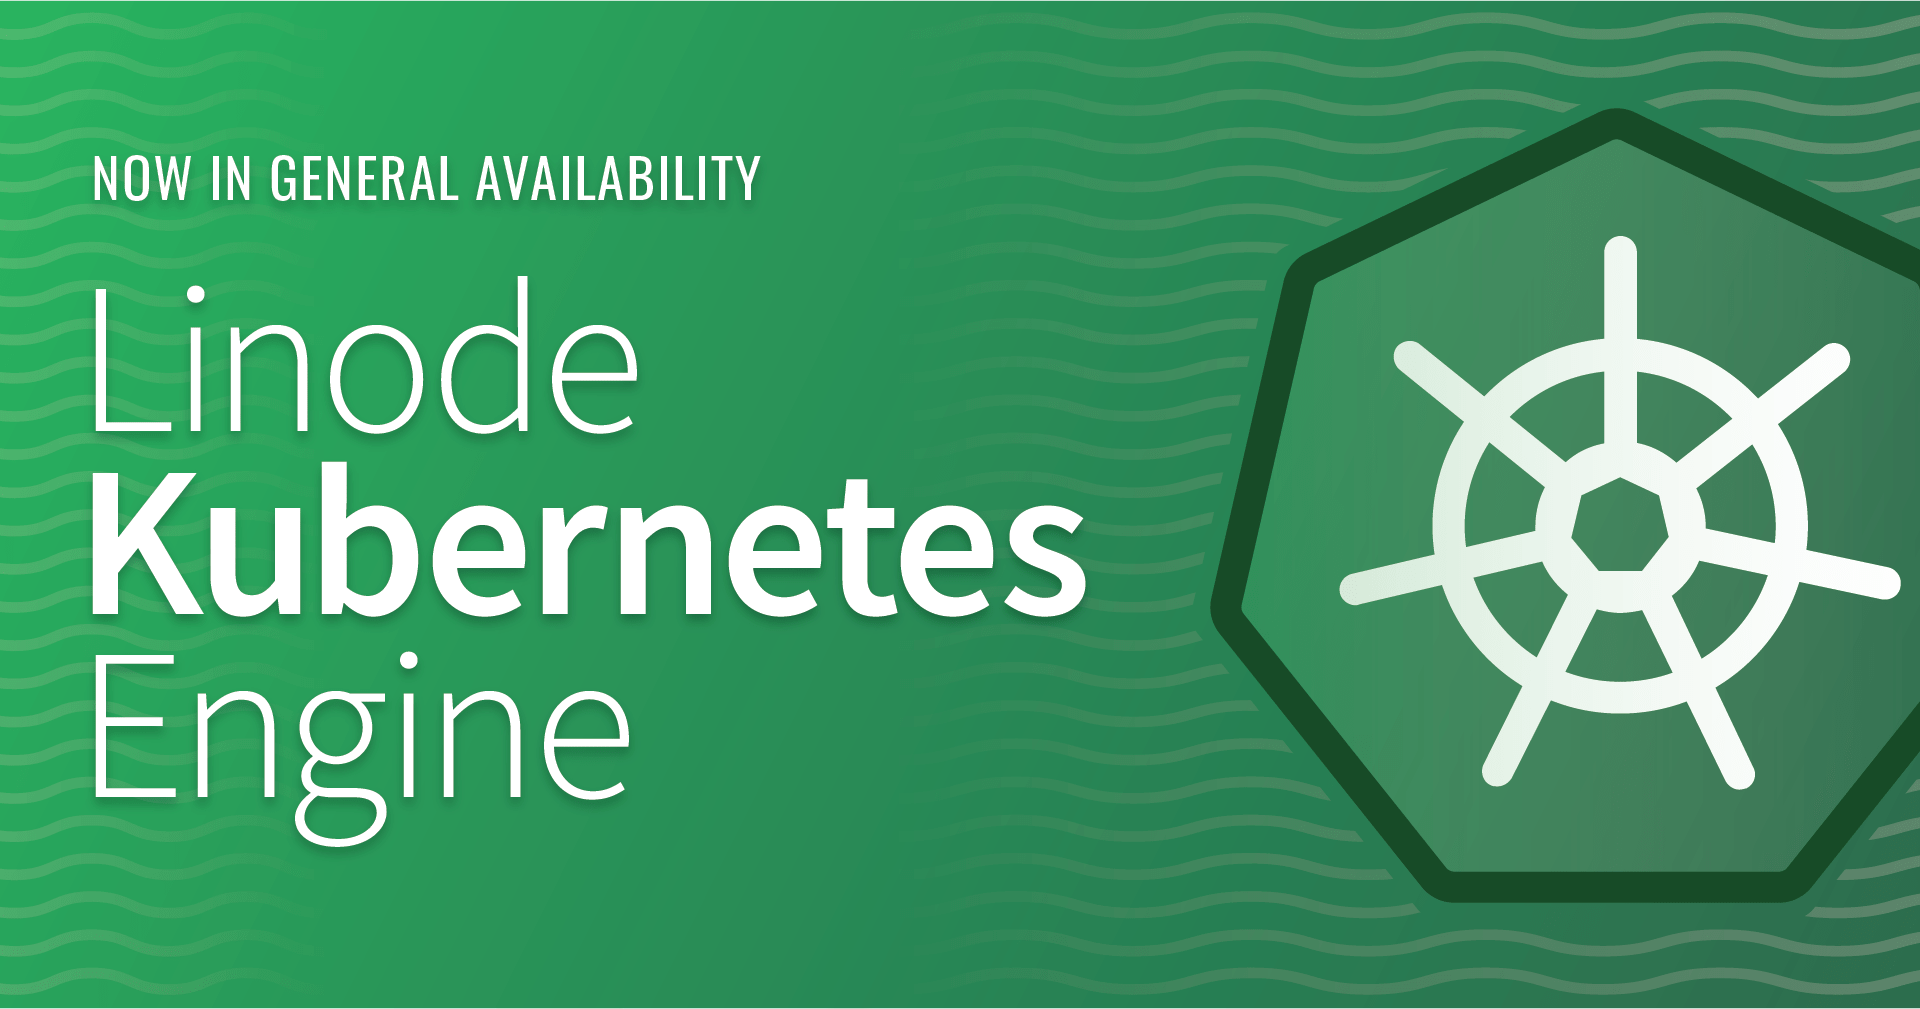 NOW IN GENERAL AVAILABILITY
Linode
Kubernetes
Engine